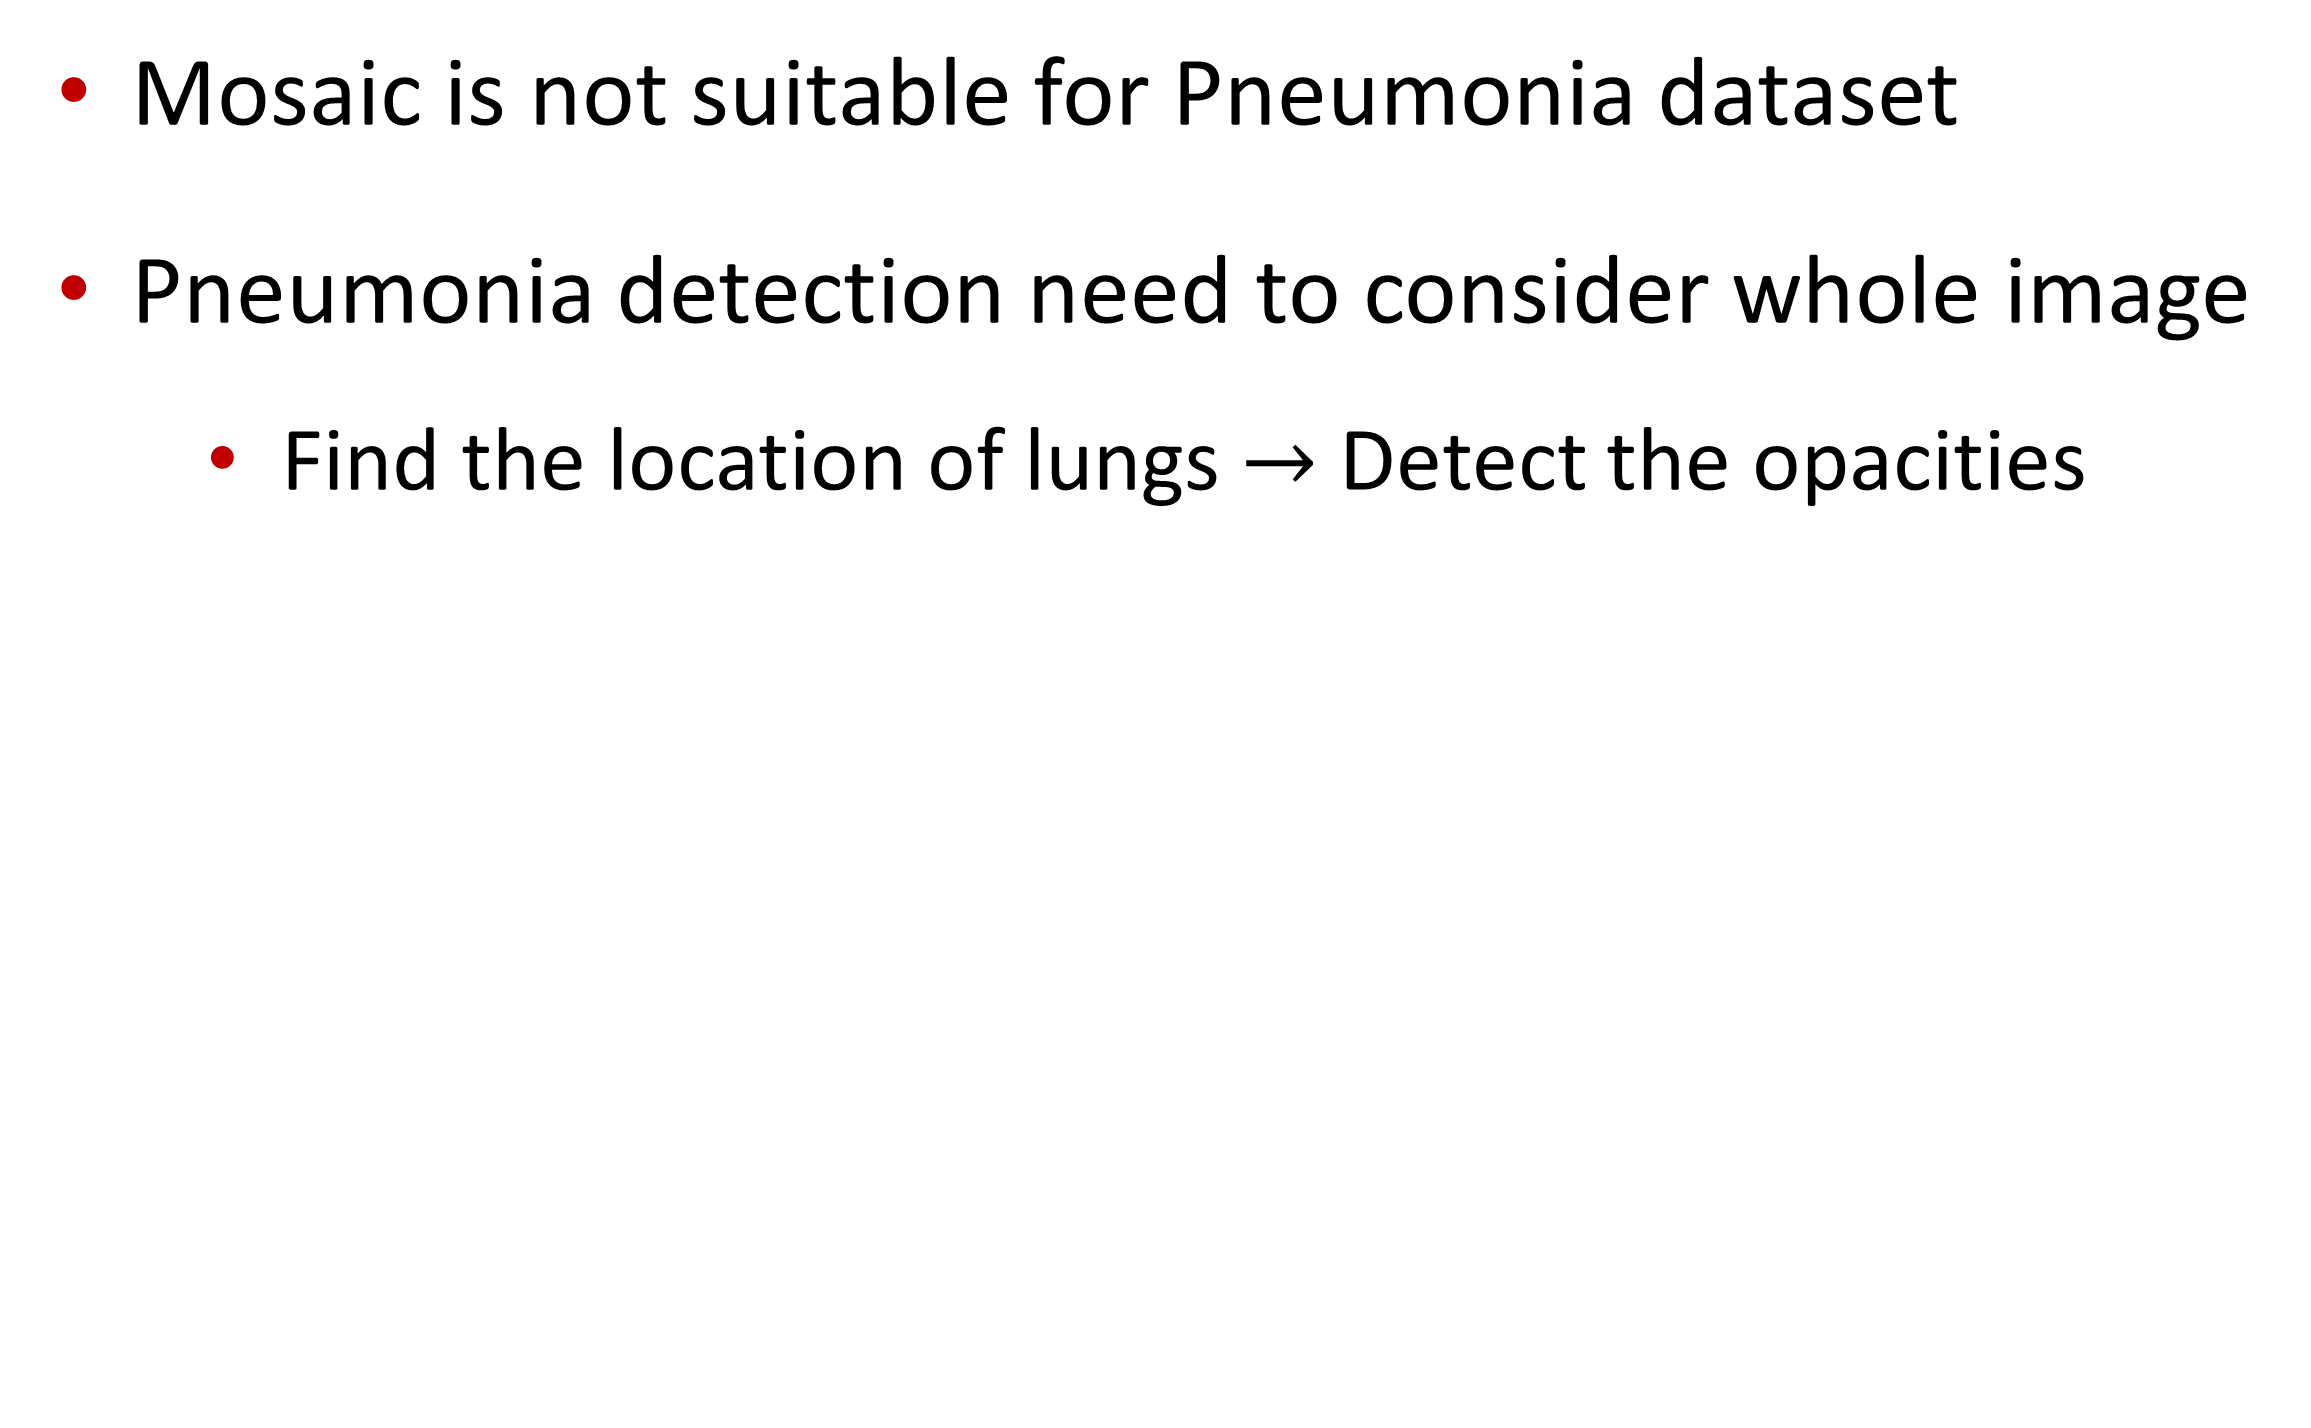 • Mosaic is not suitable for Pneumonia dataset
• Pneumonia detection need to consider whole image
• Find the location of lungs → Detect the opacities